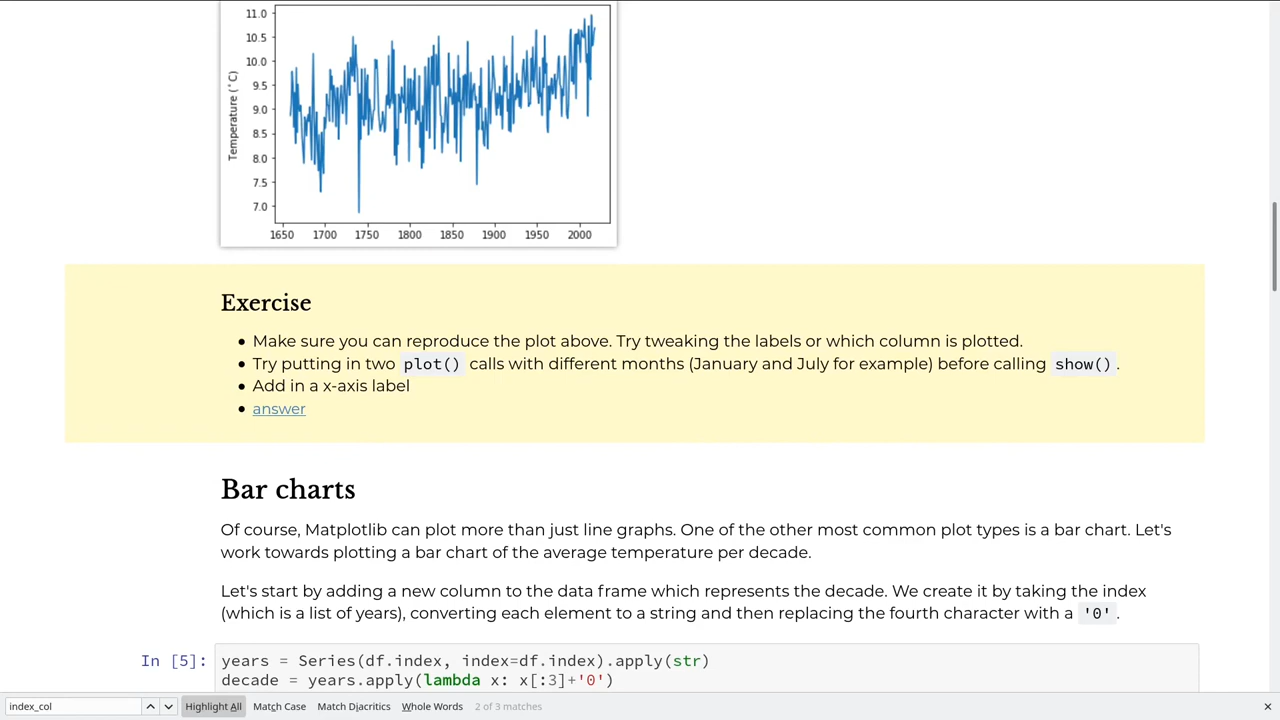 11.0
10.5
10.0
9.5
9.0
8.5
8.0
7.5
7.0
Temperature (°C)
1650 1700 1750 1800 1850 1900 1950 2000
Exercise
Make sure you can reproduce the plot above. Try tweaking the labels or which column is plotted.
Try putting in two plot() calls with different months (January and July for example) before calling show().
Add in a x-axis label
answer
Bar charts
Of course, Matplotlib can plot more than just line graphs. One of the other most common plot types is a bar chart. Let's
work towards plotting a bar chart of the average temperature per decade.
Let's start by adding a new column to the data frame which represents the decade. We create it by taking the index
(which is a list of years), converting each element to a string and then replacing the fourth character with a '0'.
In [5]: years = Series(df.index, index=df.index).apply(str)
decade = years.apply(lambda x: x[:3]+'0')
index_col Highlight All Match Case Match Diacritics Whole Words 2 of 3 matches